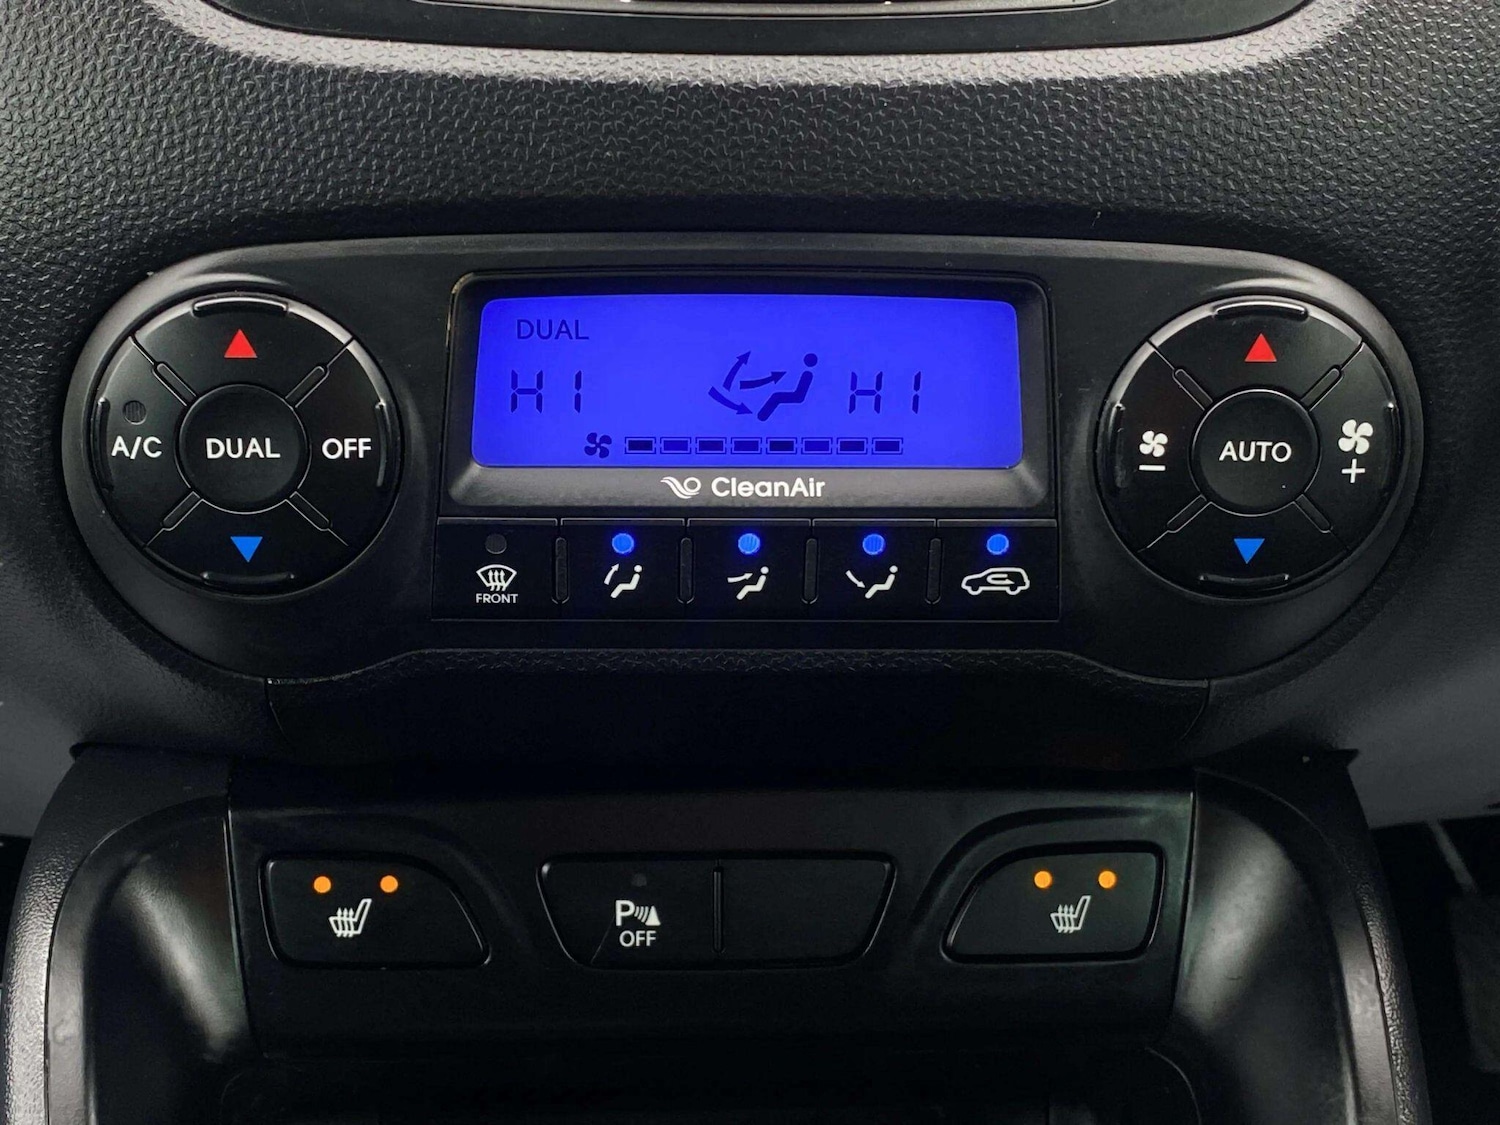 DUAL
HI HI
CleanAir
A/C DUAL OFF
AUTO
FRONT
P
OFF